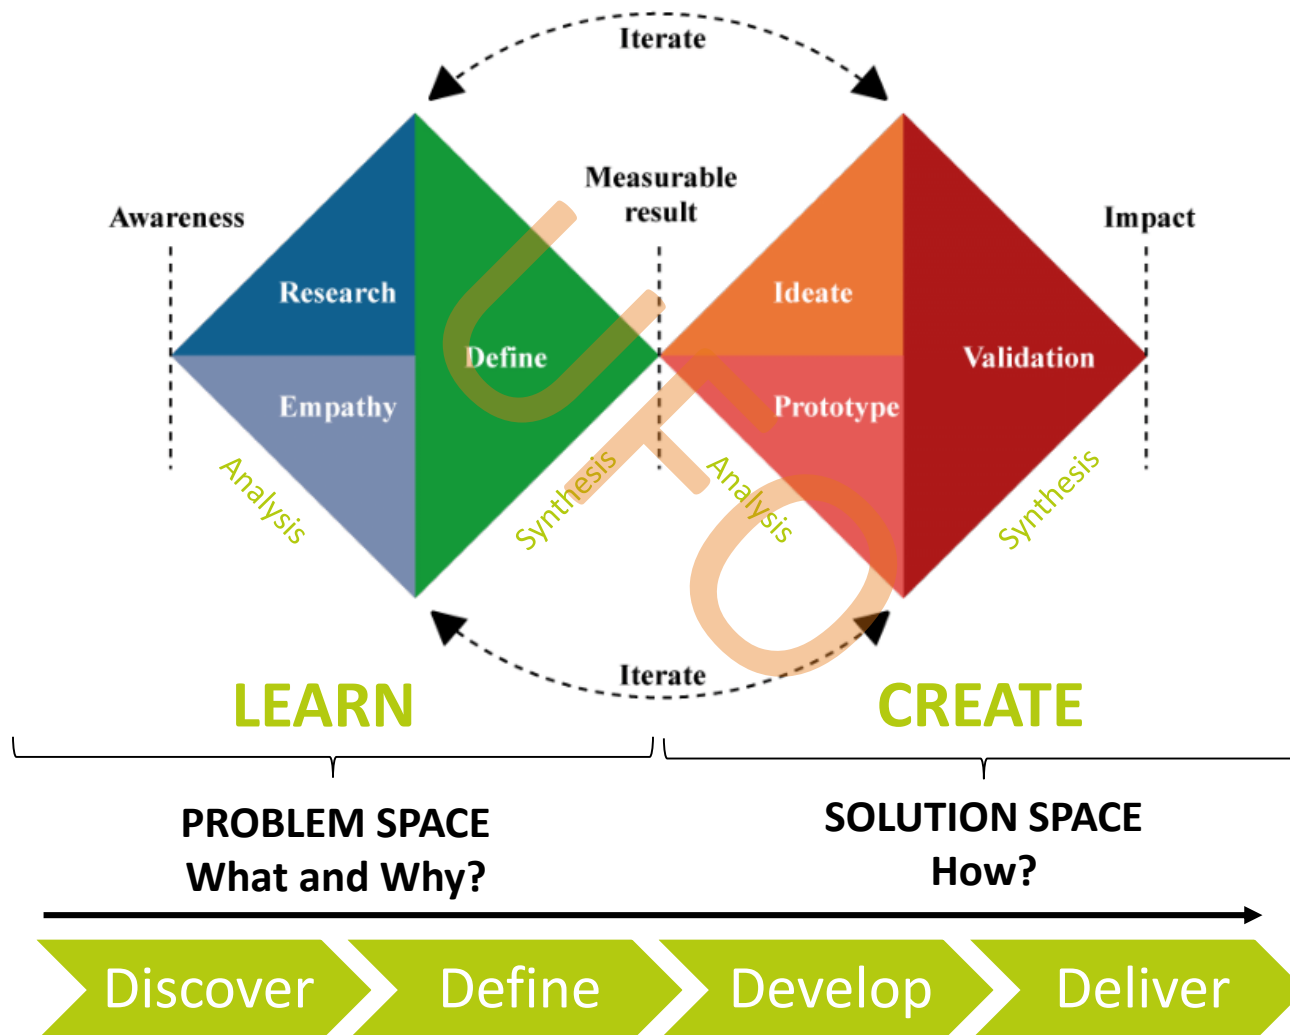 Iterate
Measurable
result
Awareness
Impact
Research
Ideate
Define
Validation
Empathy
Prototype
Analysis
Synthesis
Analysis
Synthesis
UTO
Iterate
LEARN
CREATE
PROBLEM SPACE
What and Why?
SOLUTION SPACE
How?
Discover
Define
Develop
Deliver